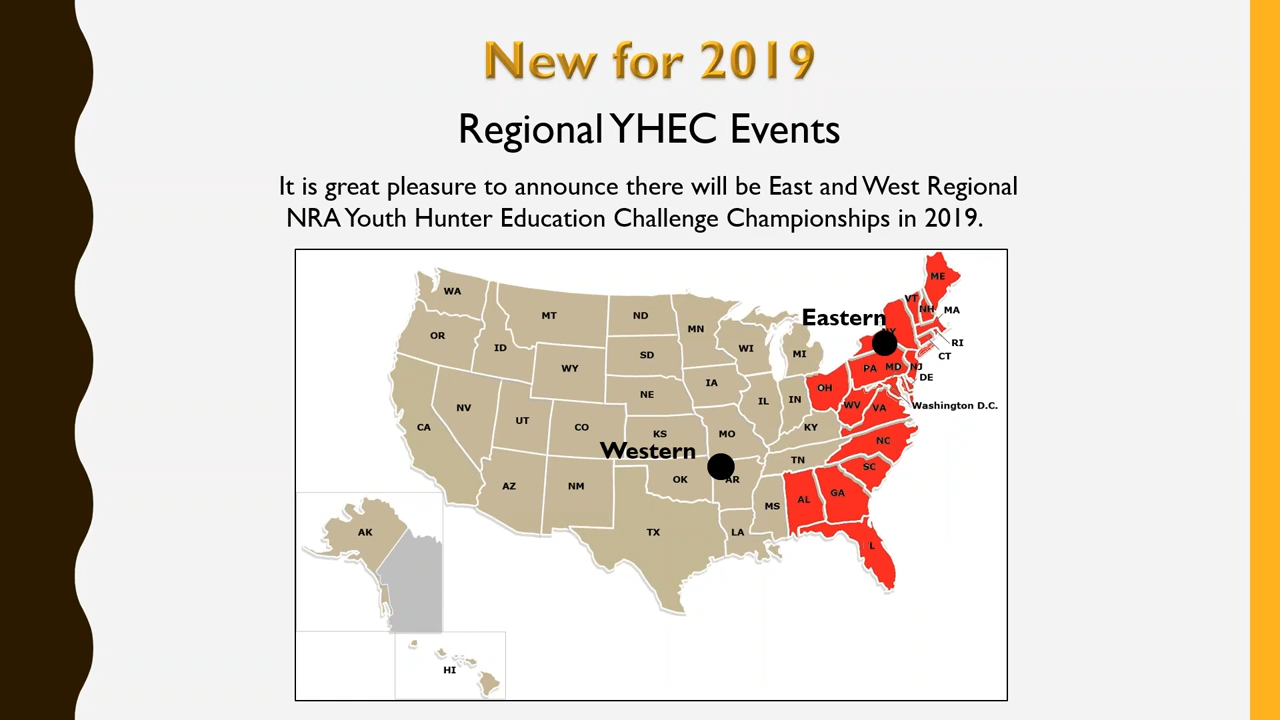 New for 2019
Regional YHEC Events
It is great pleasure to announce there will be East and West Regional
NRA Youth Hunter Education Challenge Championships in 2019.
ME
WA
VT
NH
MA
MT
ND
Eastern
NY
OR
MN
RI
ID
SD
WI
MI
CT
WY
PA
MD
NJ
DE
IA
OH
NE
IL
IN
WV
VA
Washington D.C.
NV
UT
CO
CA
KS
MO
KY
NC
Western
TN
SC
AZ
NM
OK
AR
MS
AL
GA
AK
TX
LA
L
HI